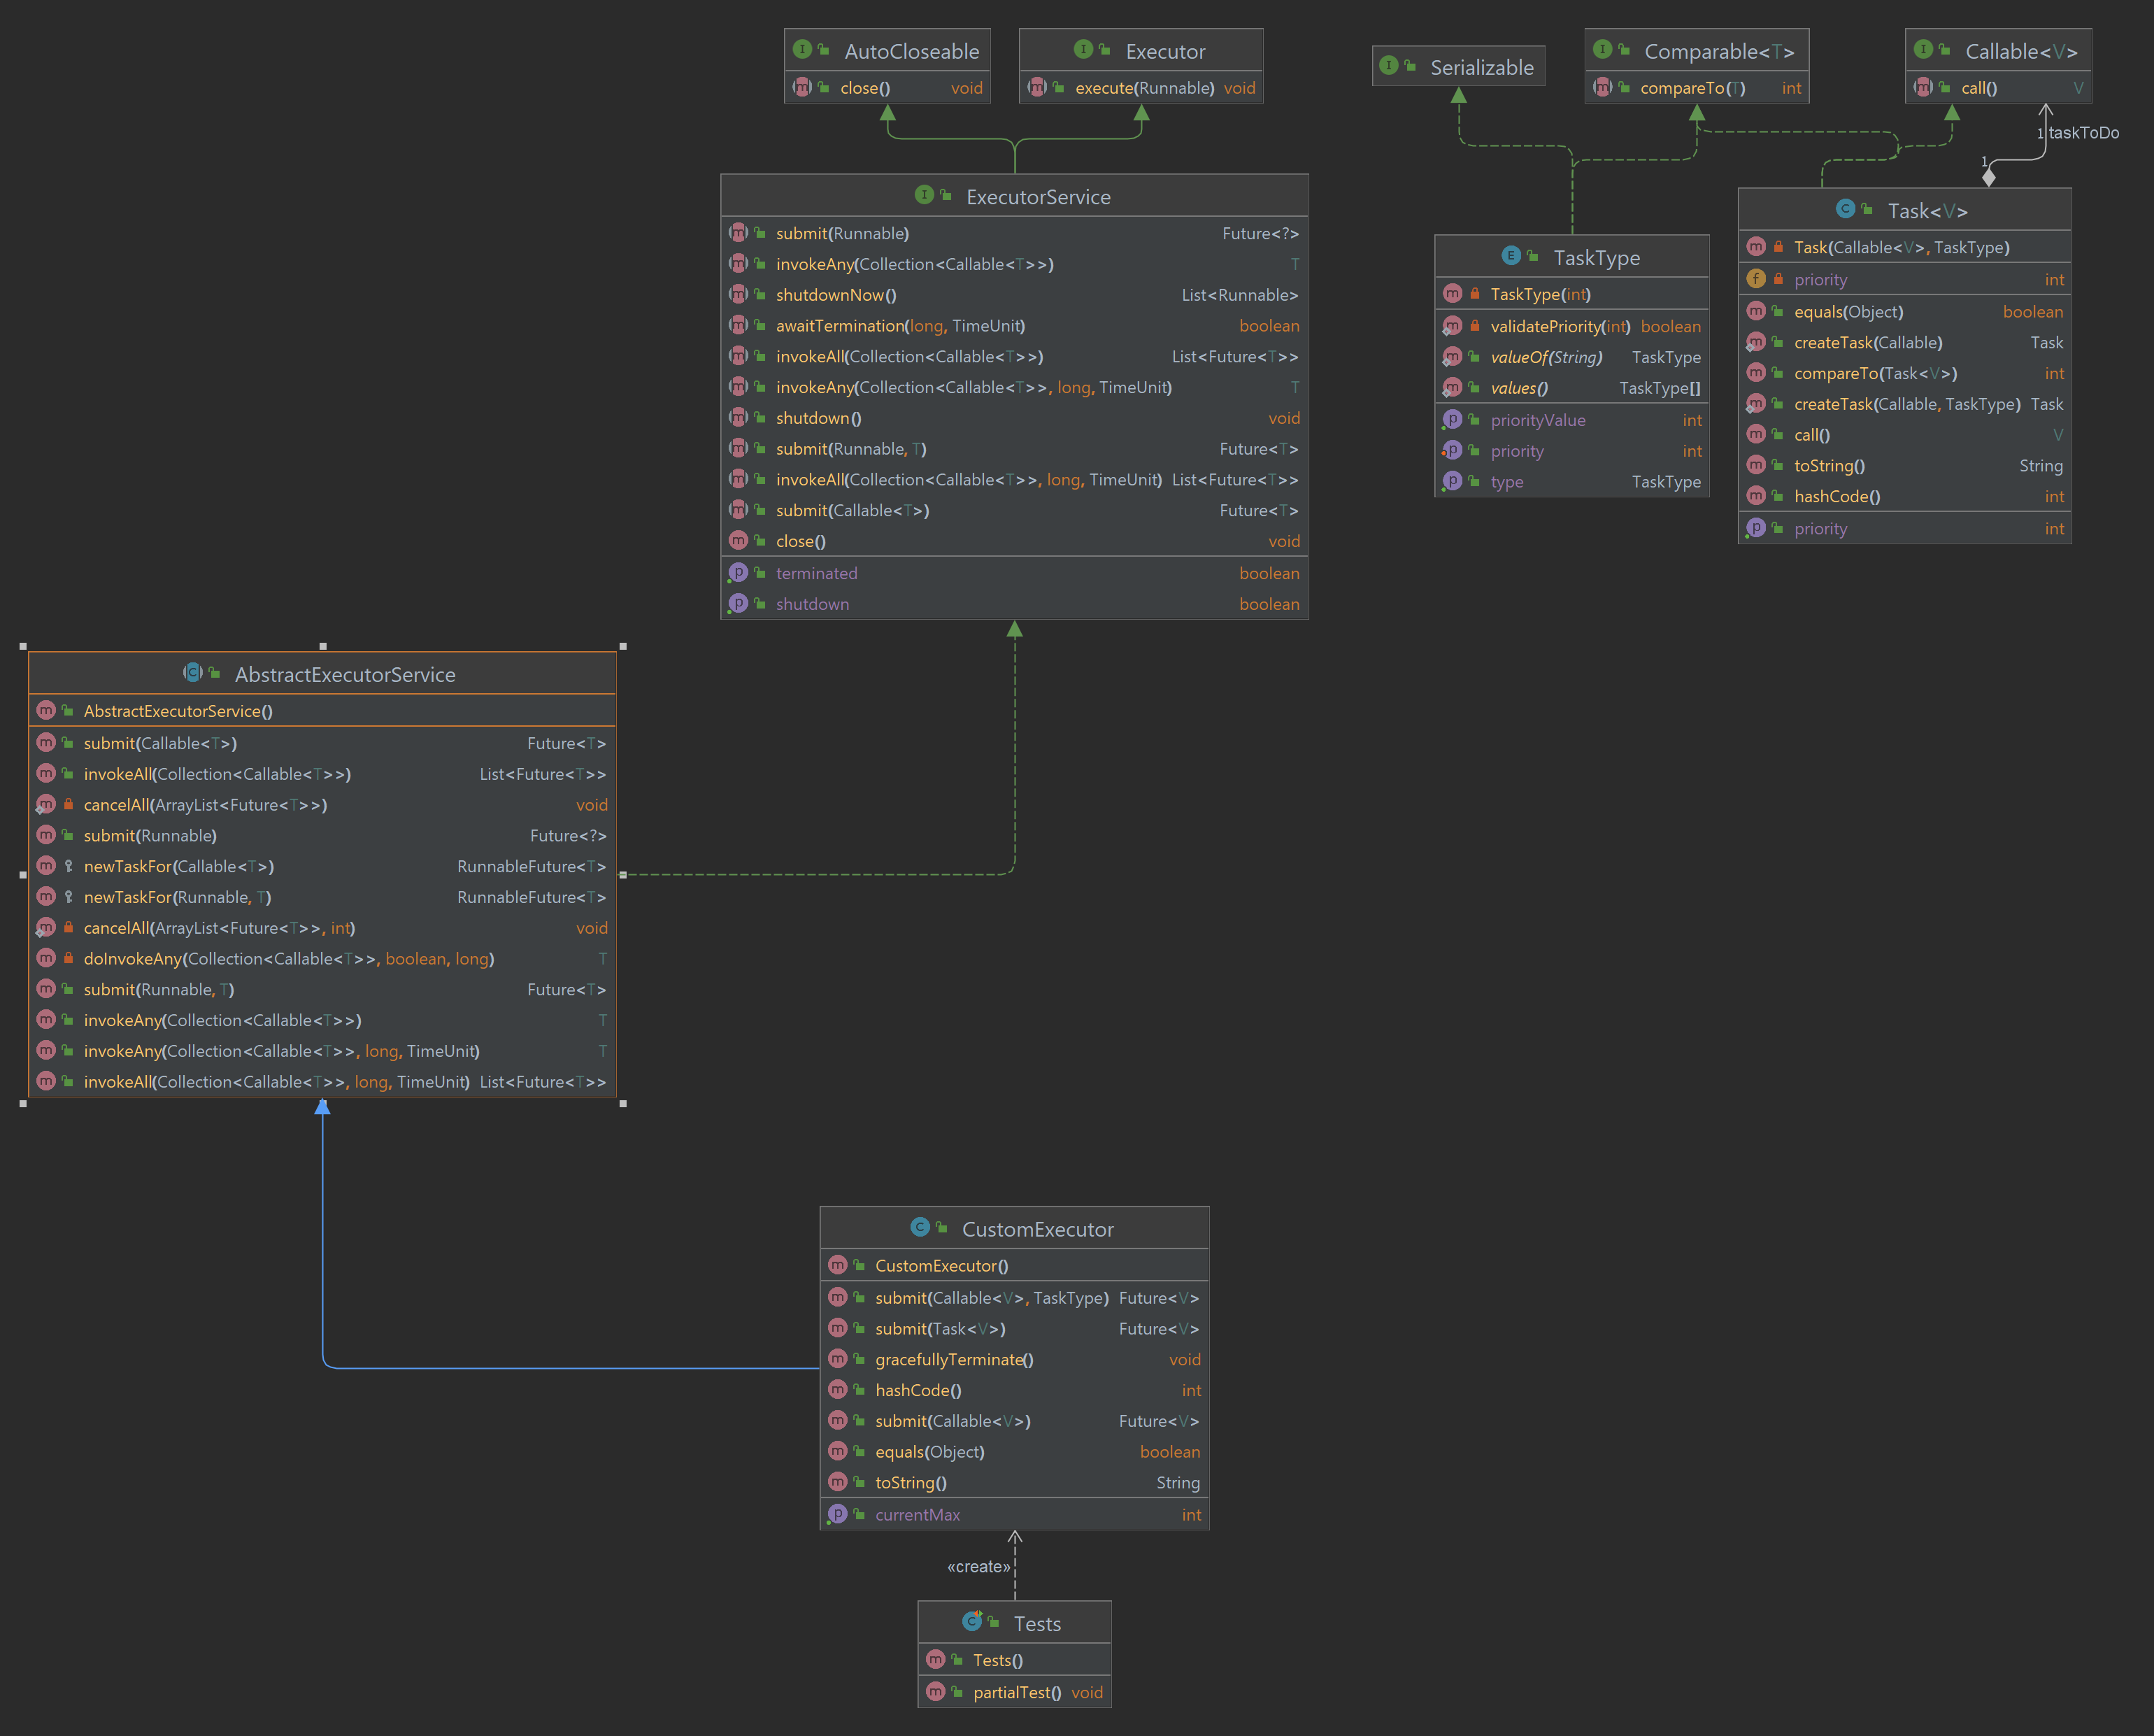 AutoCloseable
close() void
Executor
execute(Runnable) void
Serializable
Comparable<T>
compareTo(T) int
Callable<V>
call() V
1 taskToDo
1
ExecutorService
submit(Runnable) Future<?>
invokeAny(Collection<Callable<T>>) T
shutdownNow() List<Runnable>
awaitTermination(long, TimeUnit) boolean
invokeAll(Collection<Callable<T>>) List<Future<T>>
invokeAny(Collection<Callable<T>>, long, TimeUnit) T
shutdown() void
submit(Runnable, T) Future<T>
invokeAll(Collection<Callable<T>>, long, TimeUnit) List<Future<T>>
submit(Callable<T>) Future<T>
close() void
terminated boolean
shutdown boolean
TaskType
TaskType(int)
validatePriority(int) boolean
valueOf(String) TaskType
values() TaskType[]
priorityValue int
priority int
type TaskType
Task<V>
Task(Callable<V>, TaskType)
priority int
equals(Object) boolean
createTask(Callable) Task
compareTo(Task<V>) int
createTask(Callable, TaskType) Task
call() V
toString() String
hashCode() int
priority int
AbstractExecutorService
AbstractExecutorService()
submit(Callable<T>) Future<T>
invokeAll(Collection<Callable<T>>) List<Future<T>>
cancelAll(ArrayList<Future<T>>) void
submit(Runnable) Future<?>
newTaskFor(Callable<T>) RunnableFuture<T>
newTaskFor(Runnable, T) RunnableFuture<T>
cancelAll(ArrayList<Future<T>>, int) void
doInvokeAny(Collection<Callable<T>>, boolean, long) T
submit(Runnable, T) Future<T>
invokeAny(Collection<Callable<T>>) T
invokeAny(Collection<Callable<T>>, long, TimeUnit) T
invokeAll(Collection<Callable<T>>, long, TimeUnit) List<Future<T>>
CustomExecutor
CustomExecutor()
submit(Callable<V>, TaskType) Future<V>
submit(Task<V>) Future<V>
gracefullyTerminate() void
hashCode() int
submit(Callable<V>) Future<V>
equals(Object) boolean
toString() String
currentMax int
«create»
Tests
Tests()
partialTest() void